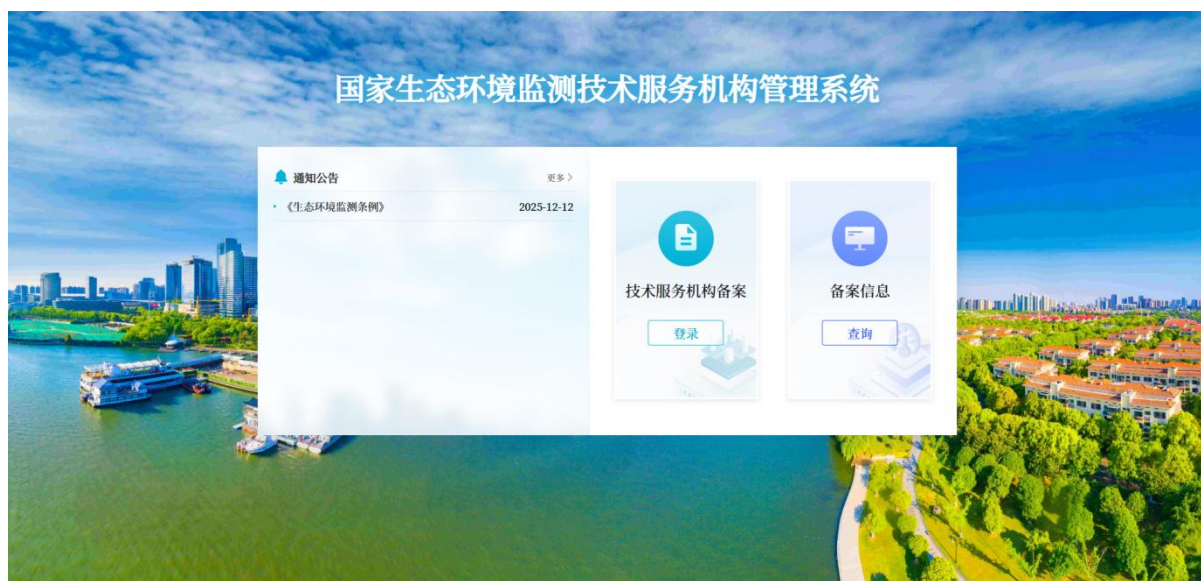 国家生态环境监测技术服务机构管理系统
通知公告
更多〉
《生态环境监测条例》
2025-12-12
技术服务机构备案
登录
备案信息
查询